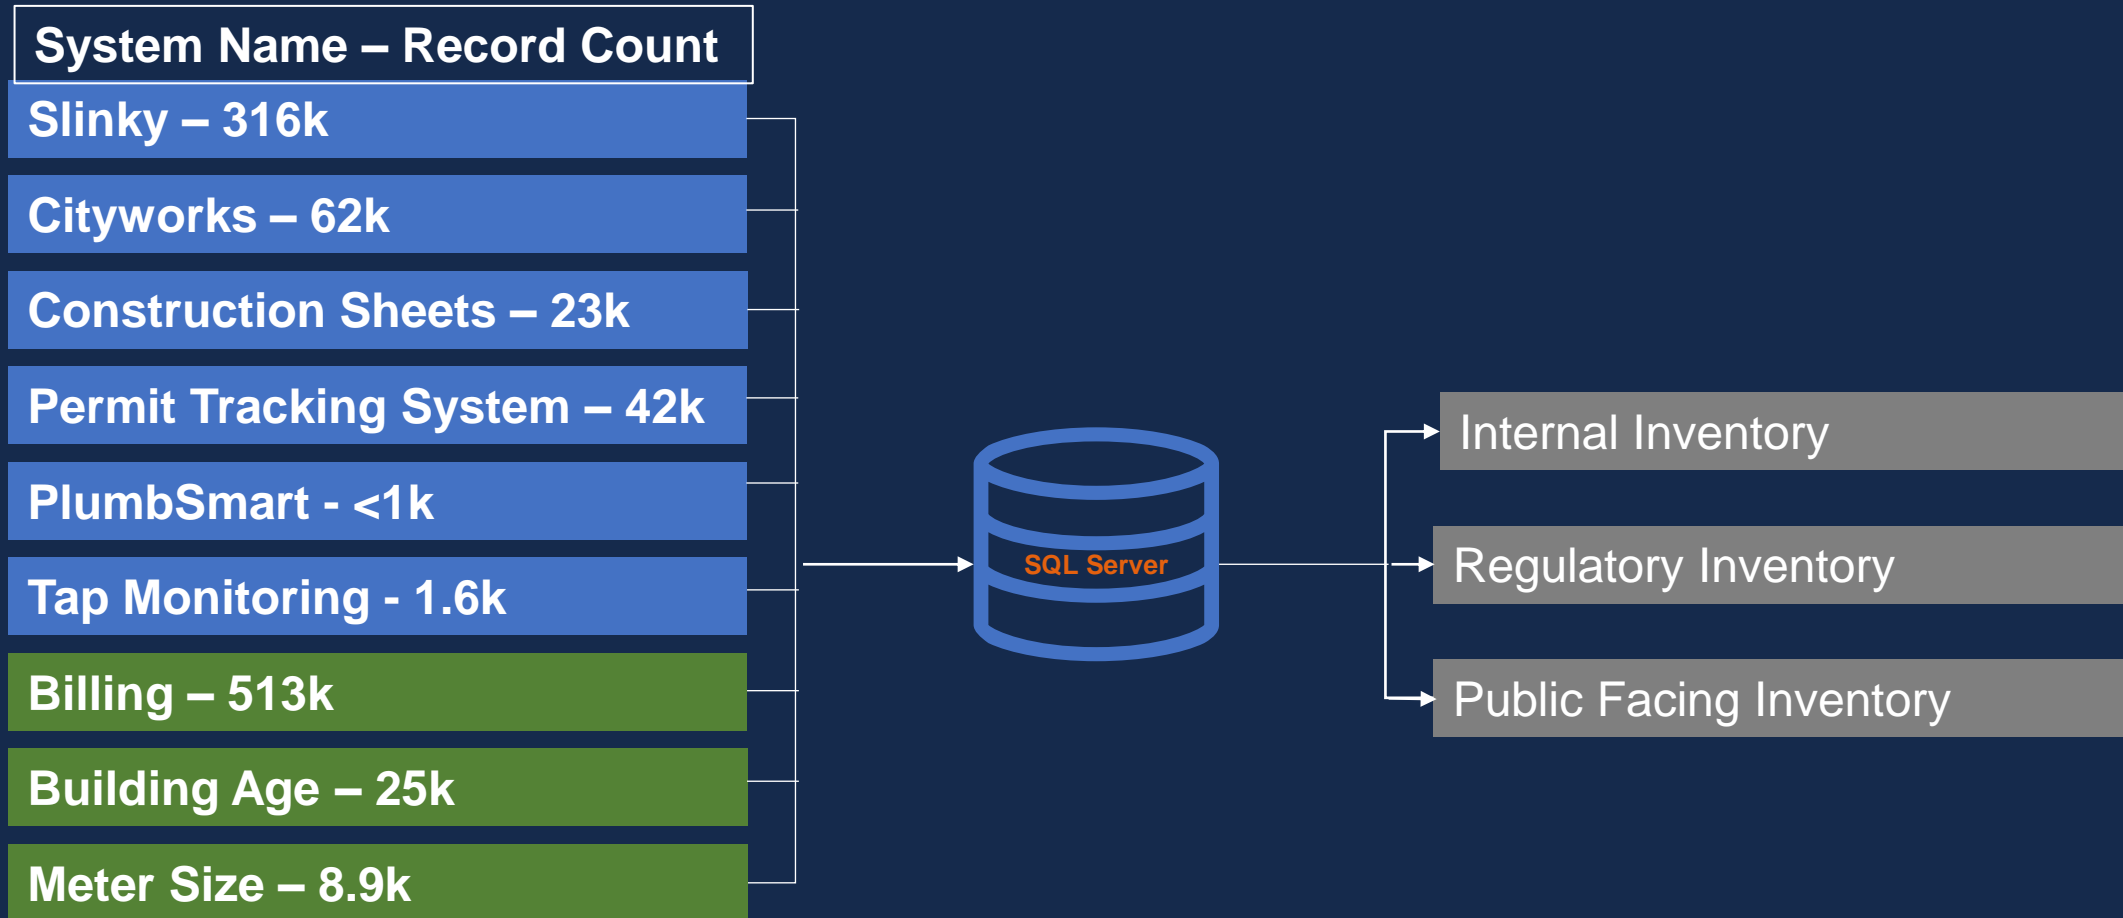 System Name – Record Count
Slinky – 316k
Cityworks – 62k
Construction Sheets – 23k
Permit Tracking System – 42k
PlumbSmart - <1k
Tap Monitoring - 1.6k
Billing – 513k
Building Age – 25k
Meter Size – 8.9k
SQL Server
Internal Inventory
Regulatory Inventory
Public Facing Inventory